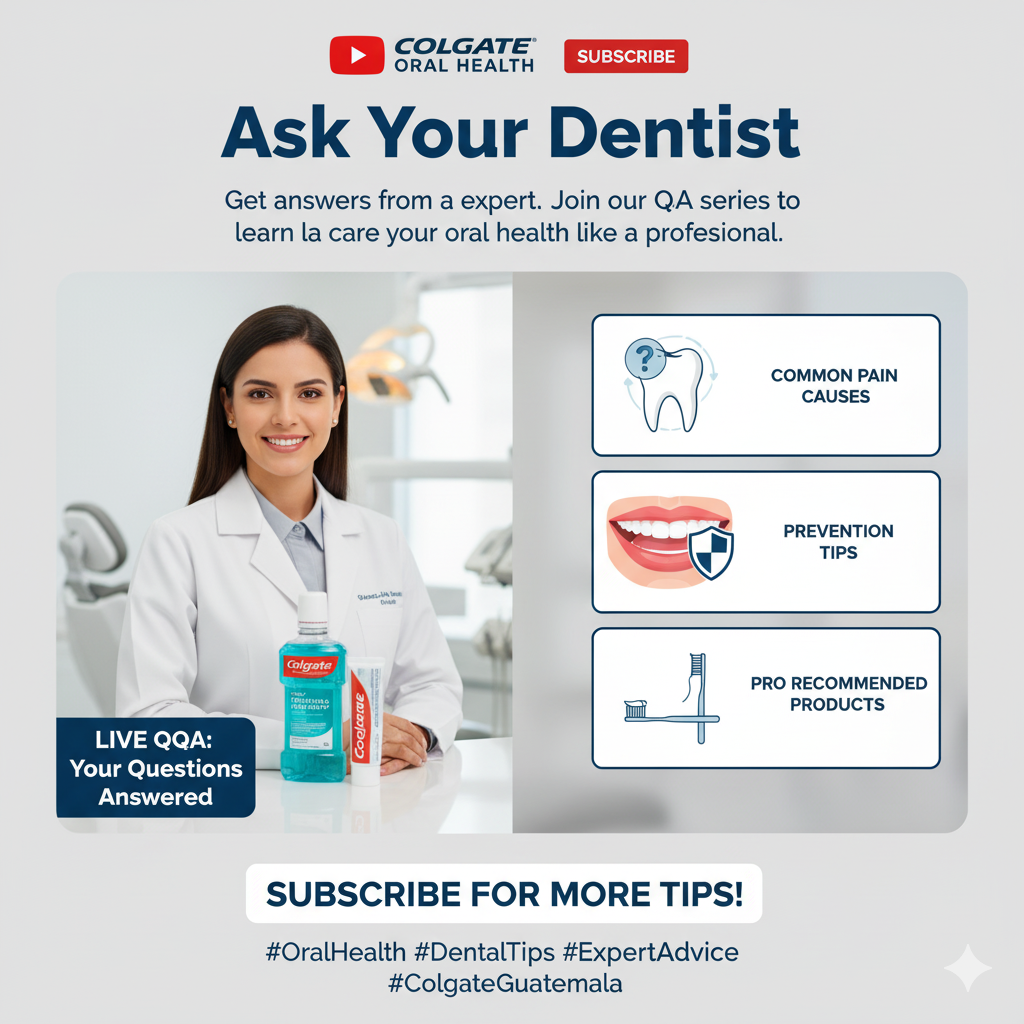 COLGATE®
ORAL HEALTH
SUBSCRIBE
Ask Your Dentist
Get answers from a expert. Join our QA series to
learn la care your oral health like a profesional.
COMMON PAIN
CAUSES
?
PREVENTION
TIPS
PRO RECOMMENDED
PRODUCTS
Colgate
Coolcarde
LIVE QQA:
Your Questions
Answered
SUBSCRIBE FOR MORE TIPS!
#OralHealth #DentalTips #ExpertAdvice
#ColgateGuatemala